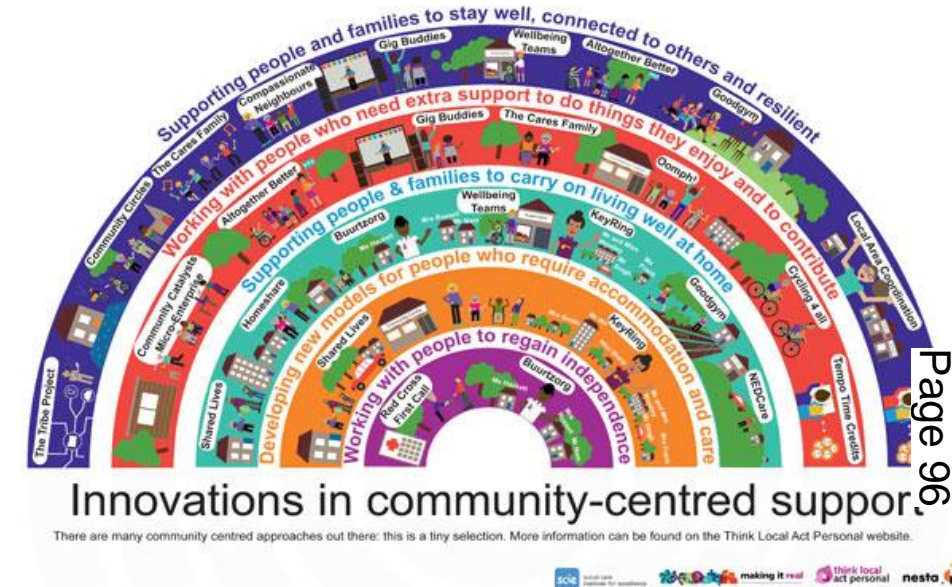 Supporting people and families to stay well, connected to others and resilient
The Tribe Project
Community Circles
The Cares Family
Compassionate
Neighbours
Gig Buddies
Wellbeing
Teams
Altogether Better
Goodgym
Local Area Coordination
Working with people who need extra support to do things they enjoy and to contribute
Community Catalysts
Micro-Enterprise
Altogether Better
Gig Buddies
The Cares Family
Oomph!
Cycling 4 all
Tempo Time Credits
Supporting people & families to carry on living well at home
Shared Lives
Homeshare
Buurtzorg
Wellbeing
Teams
KeyRing
Goodgym
NEDCare
Developing new models for people who require accommodation and care
Shared Lives
KeyRing
Working with people to regain independence
Red Cross
First Call
Buurtzorg
Page 96
Innovations in community-centred suppor
There are many community centred approaches out there: this is a tiny selection. More information can be found on the Think Local Act Personal website.
scie social care
institute for excellence
making it real
think local
act personal
nesta